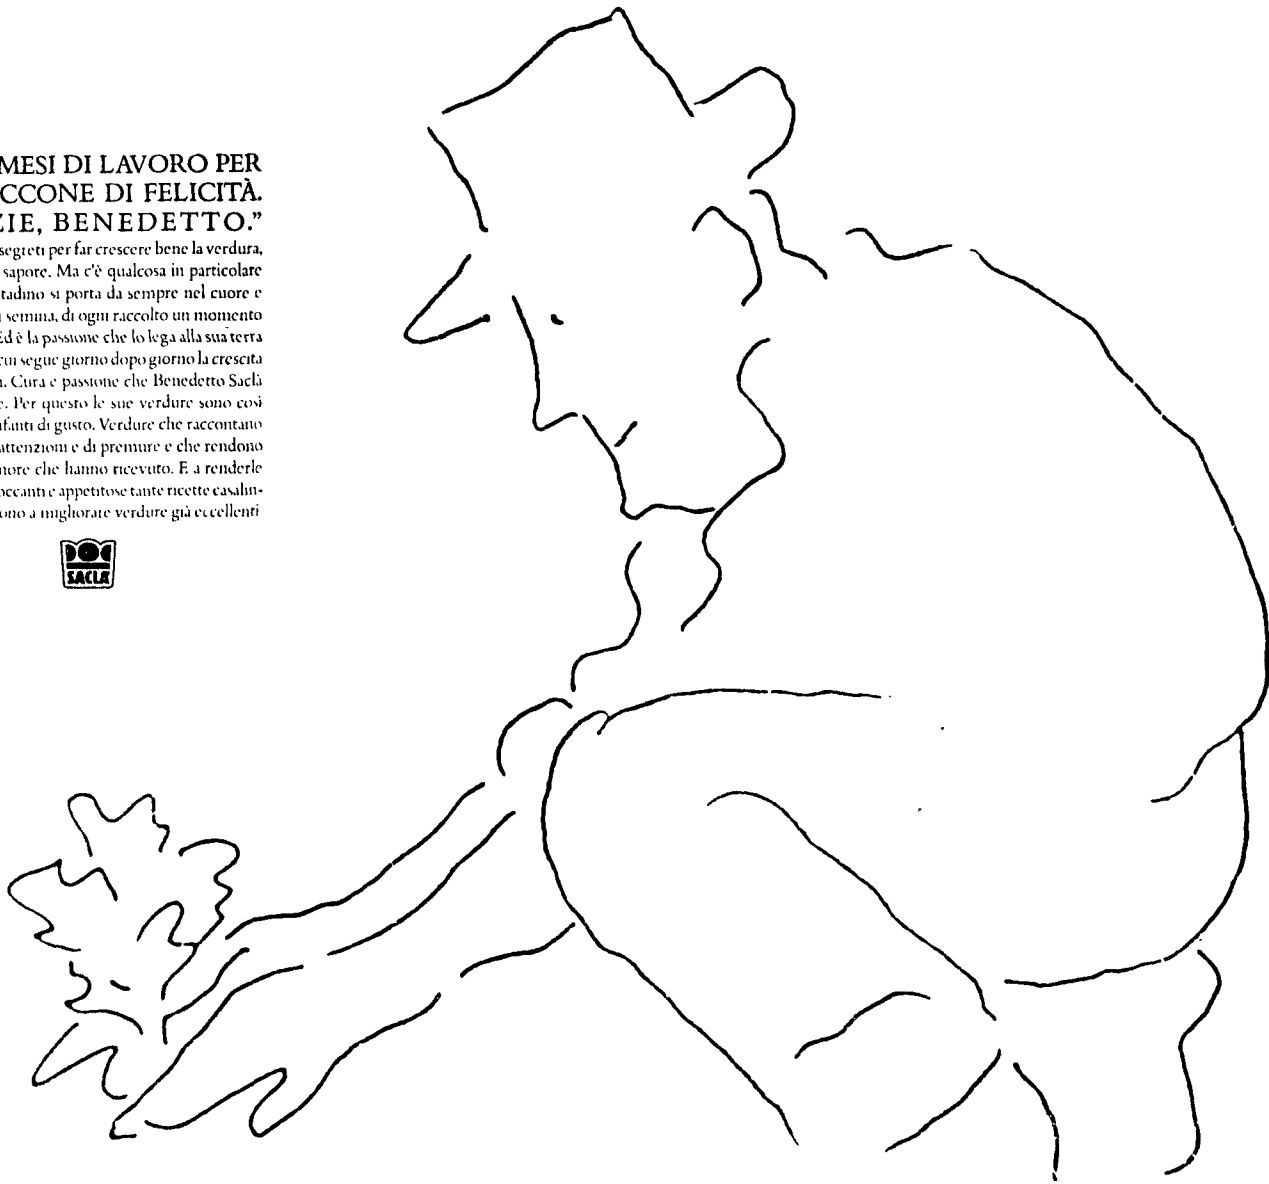 MESI DI LAVORO PER
CCONE DI FELICITÀ.
ZIE, BENEDETTO.”
segreti per far crescere bene la verdura,
sapore. Ma c'è qualcosa in particolare
tadino si porta da sempre nel cuore e
semina, di ogni raccolto un momento
Ed è la passione che lo lega alla sua terra
cui segue giorno dopo giorno la crescita
a. Cura e passione che Benedetto Saclà
e. Per questo le sue verdure sono così
ifanti di gusto. Verdure che raccontano
attenzioni e di premure e che rendono
more che hanno ricevuto. E a renderle
occanti e appetitose tante ricette casalin-
ono a migliorare verdure già eccellenti
DOC
SACLÀ